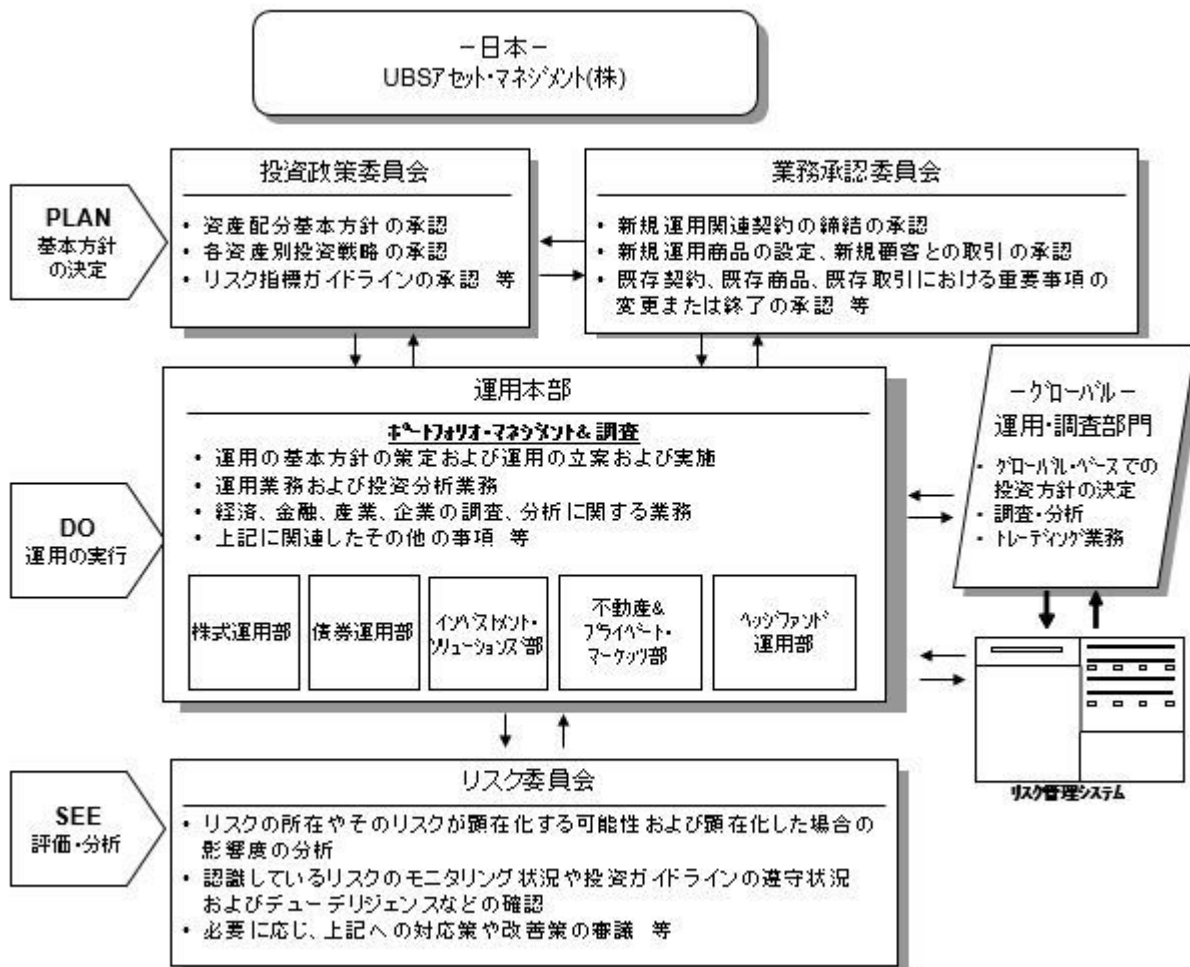 －日本－
UBSｱｾｯﾄ･ﾏﾈｼﾞﾒﾝﾄ(株)
PLAN
基本方針
の決定
投資政策委員会
・ 資産配分基本方針の承認
・ 各資産別投資戦略の承認
・ リスク指標ガイドラインの承認 等
業務承認委員会
・ 新規運用関連契約の締結の承認
・ 新規運用商品の設定、新規顧客との取引の承認
・ 既存契約、既存商品、既存取引における重要事項の
変更または終了の承認 等
DO
運用の実行
運用本部
ﾎﾟｰﾄﾌｫﾘｵ･ﾏﾈｼﾞﾒﾝﾄ& 調査
・ 運用の基本方針の策定および運用の立案および実施
・ 運用業務および投資分析業務
・ 経済、金融、産業、企業の調査、分析に関する業務
・ 上記に関連したその他の事項 等
株式運用部
債券運用部
ｲﾝﾍﾞｽﾄﾒﾝﾄ･
ｿﾘｭｰｼｮﾝｽﾞ部
不動産&
ﾌﾟﾗｲﾍﾞｰﾄ･
ﾏｰｹｯﾂ部
ﾍｯｼﾞﾌｧﾝﾄﾞ
運用部
－ｸﾞﾛｰﾊﾞﾙ－
運用･調査部門
・ ｸﾞﾛｰﾊﾞﾙ･ﾍﾞｰｽでの
投資方針の決定
・ 調査･分析
・ ﾄﾚｰﾃﾞｨﾝｸﾞ業務
ﾘｽｸ管理ｼｽﾃﾑ
SEE
評価･分析
リスク委員会
・ リスクの所在やそのリスクが顕在化する可能性および顕在化した場合の
影響度の分析
・ 認識しているリスクのモニタリング状況や投資ガイドラインの遵守状況
およびデューデリジェンスなどの確認
・ 必要に応じ、上記への対応策や改善策の審議 等